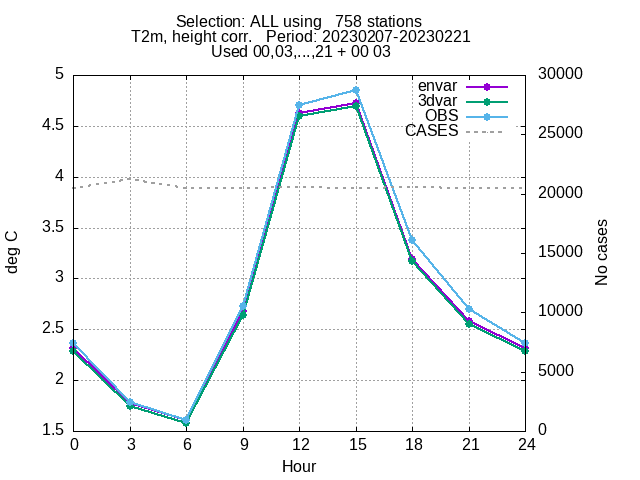 Selection: ALL using   758 stations
T2m, height corr.   Period: 20230207-20230221
Used 00,03,...,21 + 00 03
envar
3dvar
OBS
CASES
deg C
5
4.5
4
3.5
3
2.5
2
1.5
30000
25000
20000
15000
10000
5000
0
No cases
0 3 6 9 12 15 18 21 24
Hour